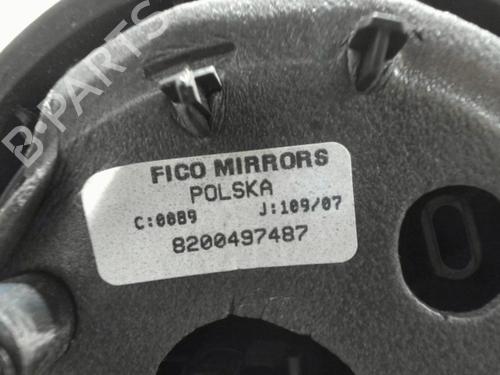 FICO MIRRORS
POLSKA
C:0089 J:109/07
8200497487
B-PARTS